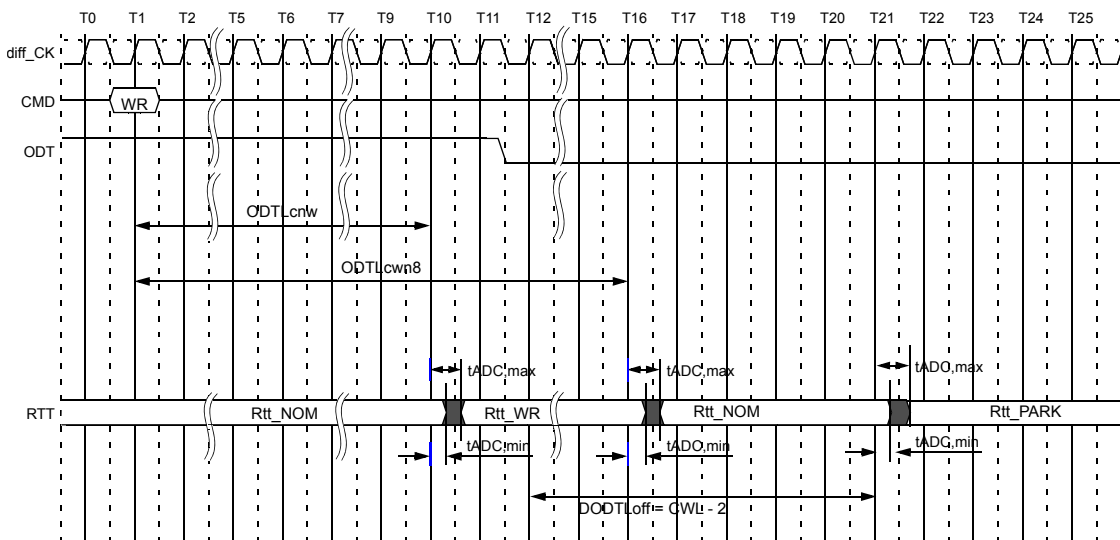 T0 T1 T2 T5 T6 T7 T9 T10 T11 T12 T15 T16 T17 T18 T19 T20 T21 T22 T23 T24 T25
diff_CK
CMD WR
ODT
ODTLcnw
ODTLcwn8
tADC,max tADC,max tADO,max
RTT Rtt_NOM Rtt_WR Rtt_NOM Rtt_PARK
tADC,min tADO,min tADC,min
DODTLoff = CWL - 2